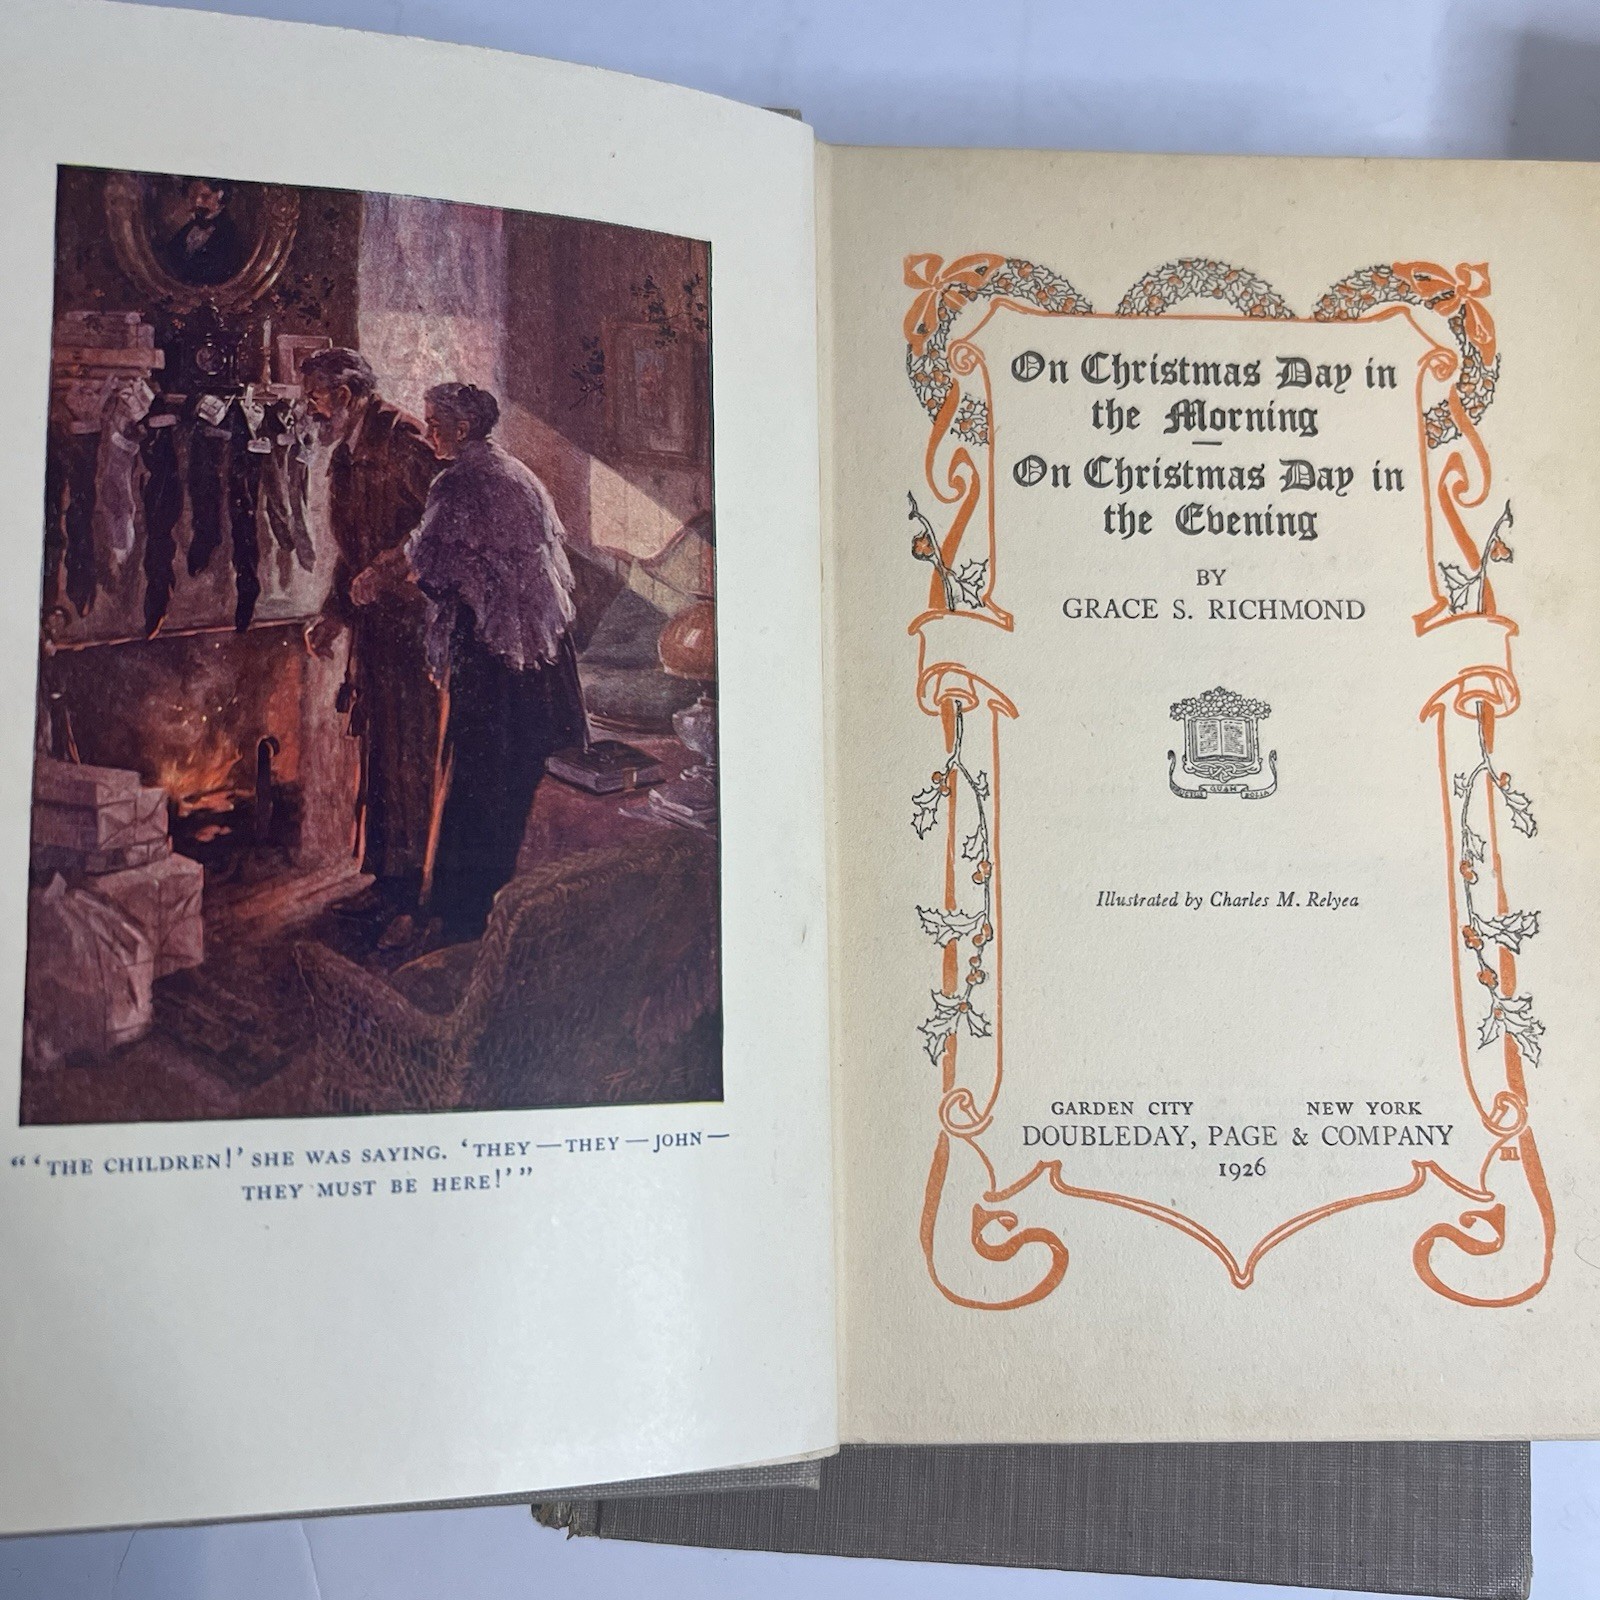 “‘THE CHILDREN!’ SHE WAS SAYING. ‘THEY—THEY—JOHN—
THEY MUST BE HERE!’”
On Christmas Day in
the Morning
On Christmas Day in
the Evening
BY
GRACE S. RICHMOND
Illustrated by Charles M. Relyea
GARDEN CITY NEW YORK
DOUBLEDAY, PAGE & COMPANY
1926